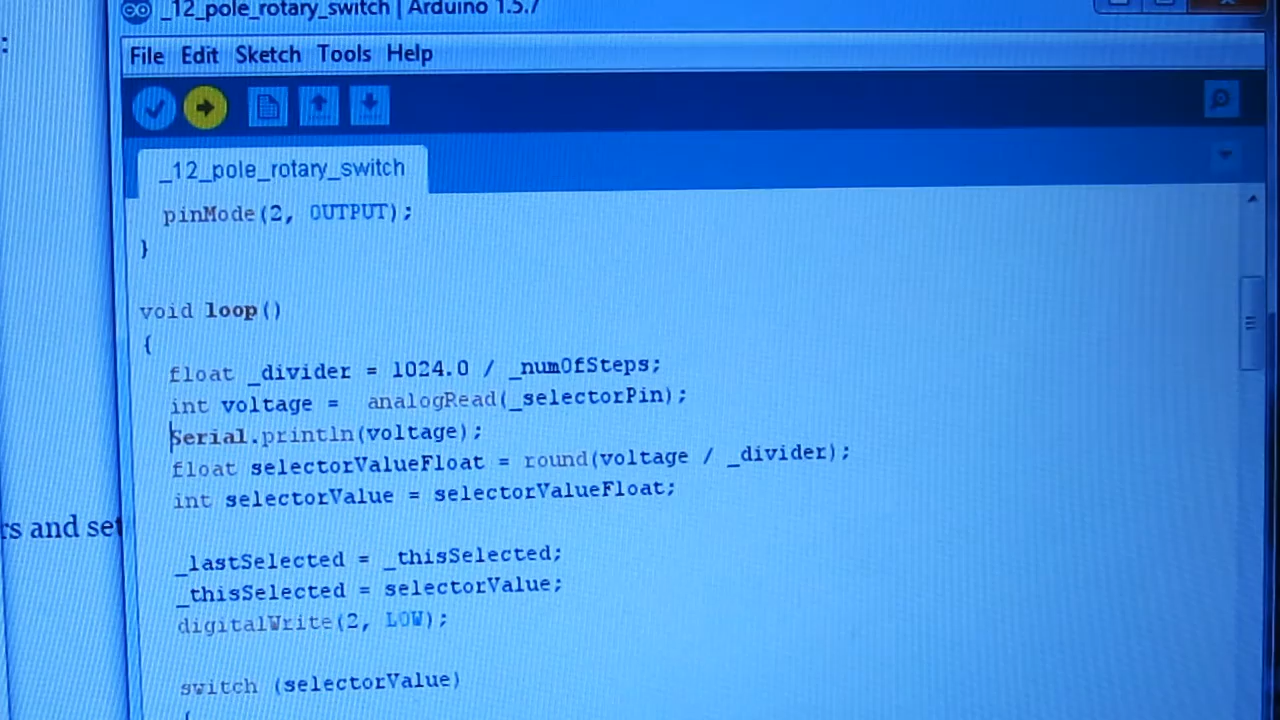 _12_pole_rotary_switch | Arduino 1.5.7
:
File Edit Sketch Tools Help
_12_pole_rotary_switch
pinMode(2, OUTPUT);
}
void loop()
{
float _divider = 1024.0 / _numOfSteps;
int voltage = analogRead(_selectorPin);
Serial.println(voltage);
float selectorValueFloat = round(voltage / _divider);
int selectorValue = selectorValueFloat;
rs and set
_lastSelected = _thisSelected;
_thisSelected = selectorValue;
digitalWrite(2, LOW);
switch (selectorValue)
{